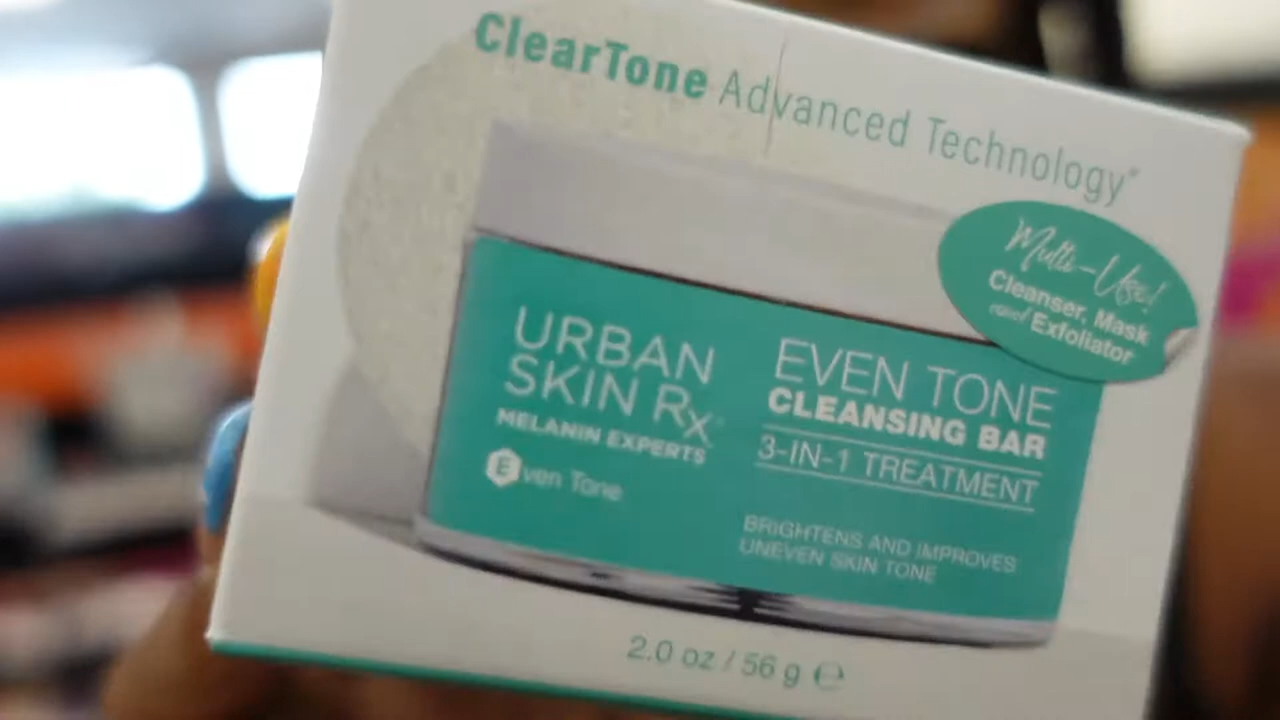 ClearTone Advanced Technology*
Multi-Use!
Cleanser, Mask
and Exfoliator
URBAN
SKIN Rx
MELANIN EXPERTS
Even Tone
EVEN TONE
CLEANSING BAR
3-IN-1 TREATMENT
BRIGHTENS AND IMPROVES
UNEVEN SKIN TONE
2.0 oz / 56 g ℮